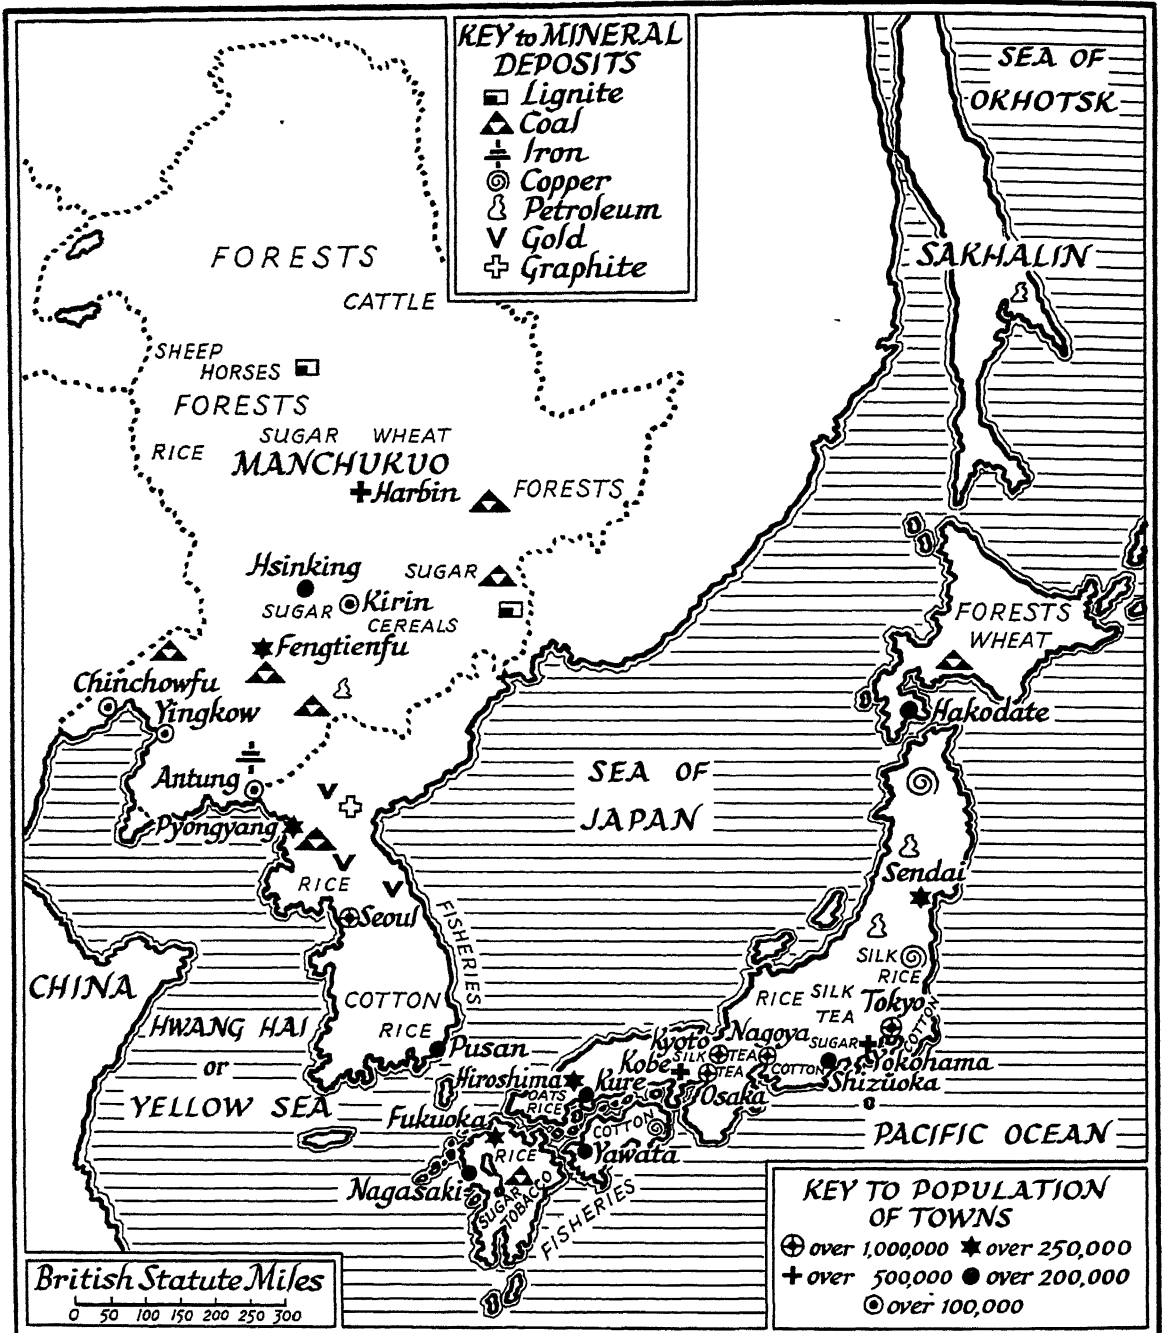 KEY to MINERAL
DEPOSITS
Lignite
Coal
Iron
Copper
Petroleum
Gold
Graphite
SEA OF
OKHOTSK
SAKHALIN
FORESTS
CATTLE
SHEEP
HORSES
FORESTS
SUGAR WHEAT
RICE
MANCHUKUO
Harbin
FORESTS
Hsinking
SUGAR
SUGAR
Kirin
CEREALS
Fengtienfu
Chinchowfu
Yingkow
Antung
Pyongyang
RICE
Seoul
FISHERIES
COTTON
RICE
Pusan
CHINA
HWANG HAI
or
YELLOW SEA
SEA OF
JAPAN
FORESTS
WHEAT
Hakodate
Sendai
SILK
RICE
RICE SILK
TEA
Tokyo
COTTON
SUGAR
Yokohama
Kyoto
Nagoya
Kobe
SILK
TEA
TEA
COTTON
Shizuoka
Osaka
Hiroshima
Kure
OATS
RICE
COTTON
Fukuoka
RICE
Yawata
Nagasaki
SUGAR
TOBACCO
FISHERIES
PACIFIC OCEAN
KEY TO POPULATION
OF TOWNS
over 1,000,000 over 250,000
over 500,000 over 200,000
over 100,000
British Statute Miles
0 50 100 150 200 250 300